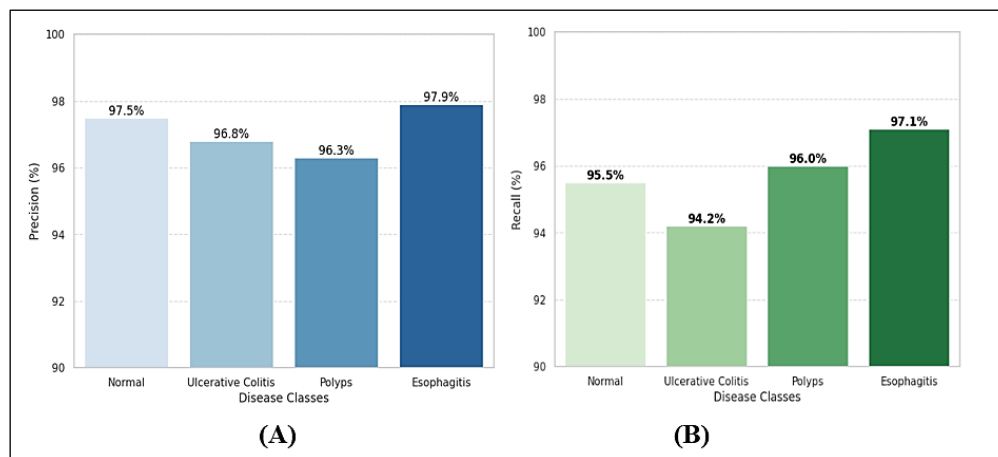 100
98
96
94
92
90
Precision (%)
97.5%
96.8%
96.3%
97.9%
Normal
Ulcerative Colitis
Polyps
Esophagitis
Disease Classes
(A)
100
98
96
94
92
90
Recall (%)
95.5%
94.2%
96.0%
97.1%
Normal
Ulcerative Colitis
Polyps
Esophagitis
Disease Classes
(B)